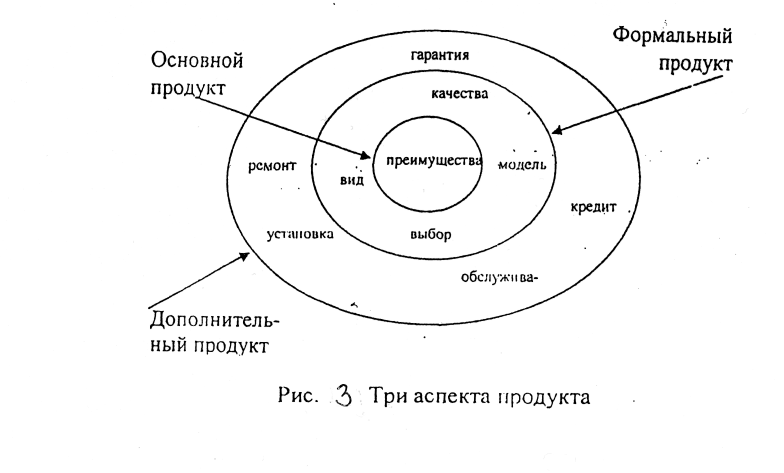 Основной
продукт
Формальный
продукт
гарантия
качества
преимущества
модель
ремонт
вид
кредит
установка
выбор
обслужива-
Дополнитель-
ный продукт
Рис. 3 Три аспекта продукта